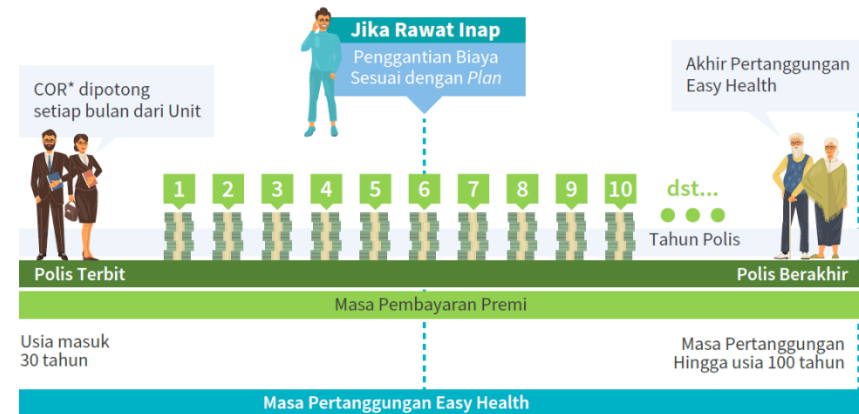 Jika Rawat Inap
Penggantian Biaya
Sesuai dengan Plan
COR* dipotong
setiap bulan dari Unit
Akhir Pertanggungan
Easy Health
1 2 3 4 5 6 7 8 9 10 dst...
Tahun Polis
Polis Terbit
Polis Berakhir
Masa Pembayaran Premi
Usia masuk
30 tahun
Masa Pertanggungan
Hingga usia 100 tahun
Masa Pertanggungan Easy Health